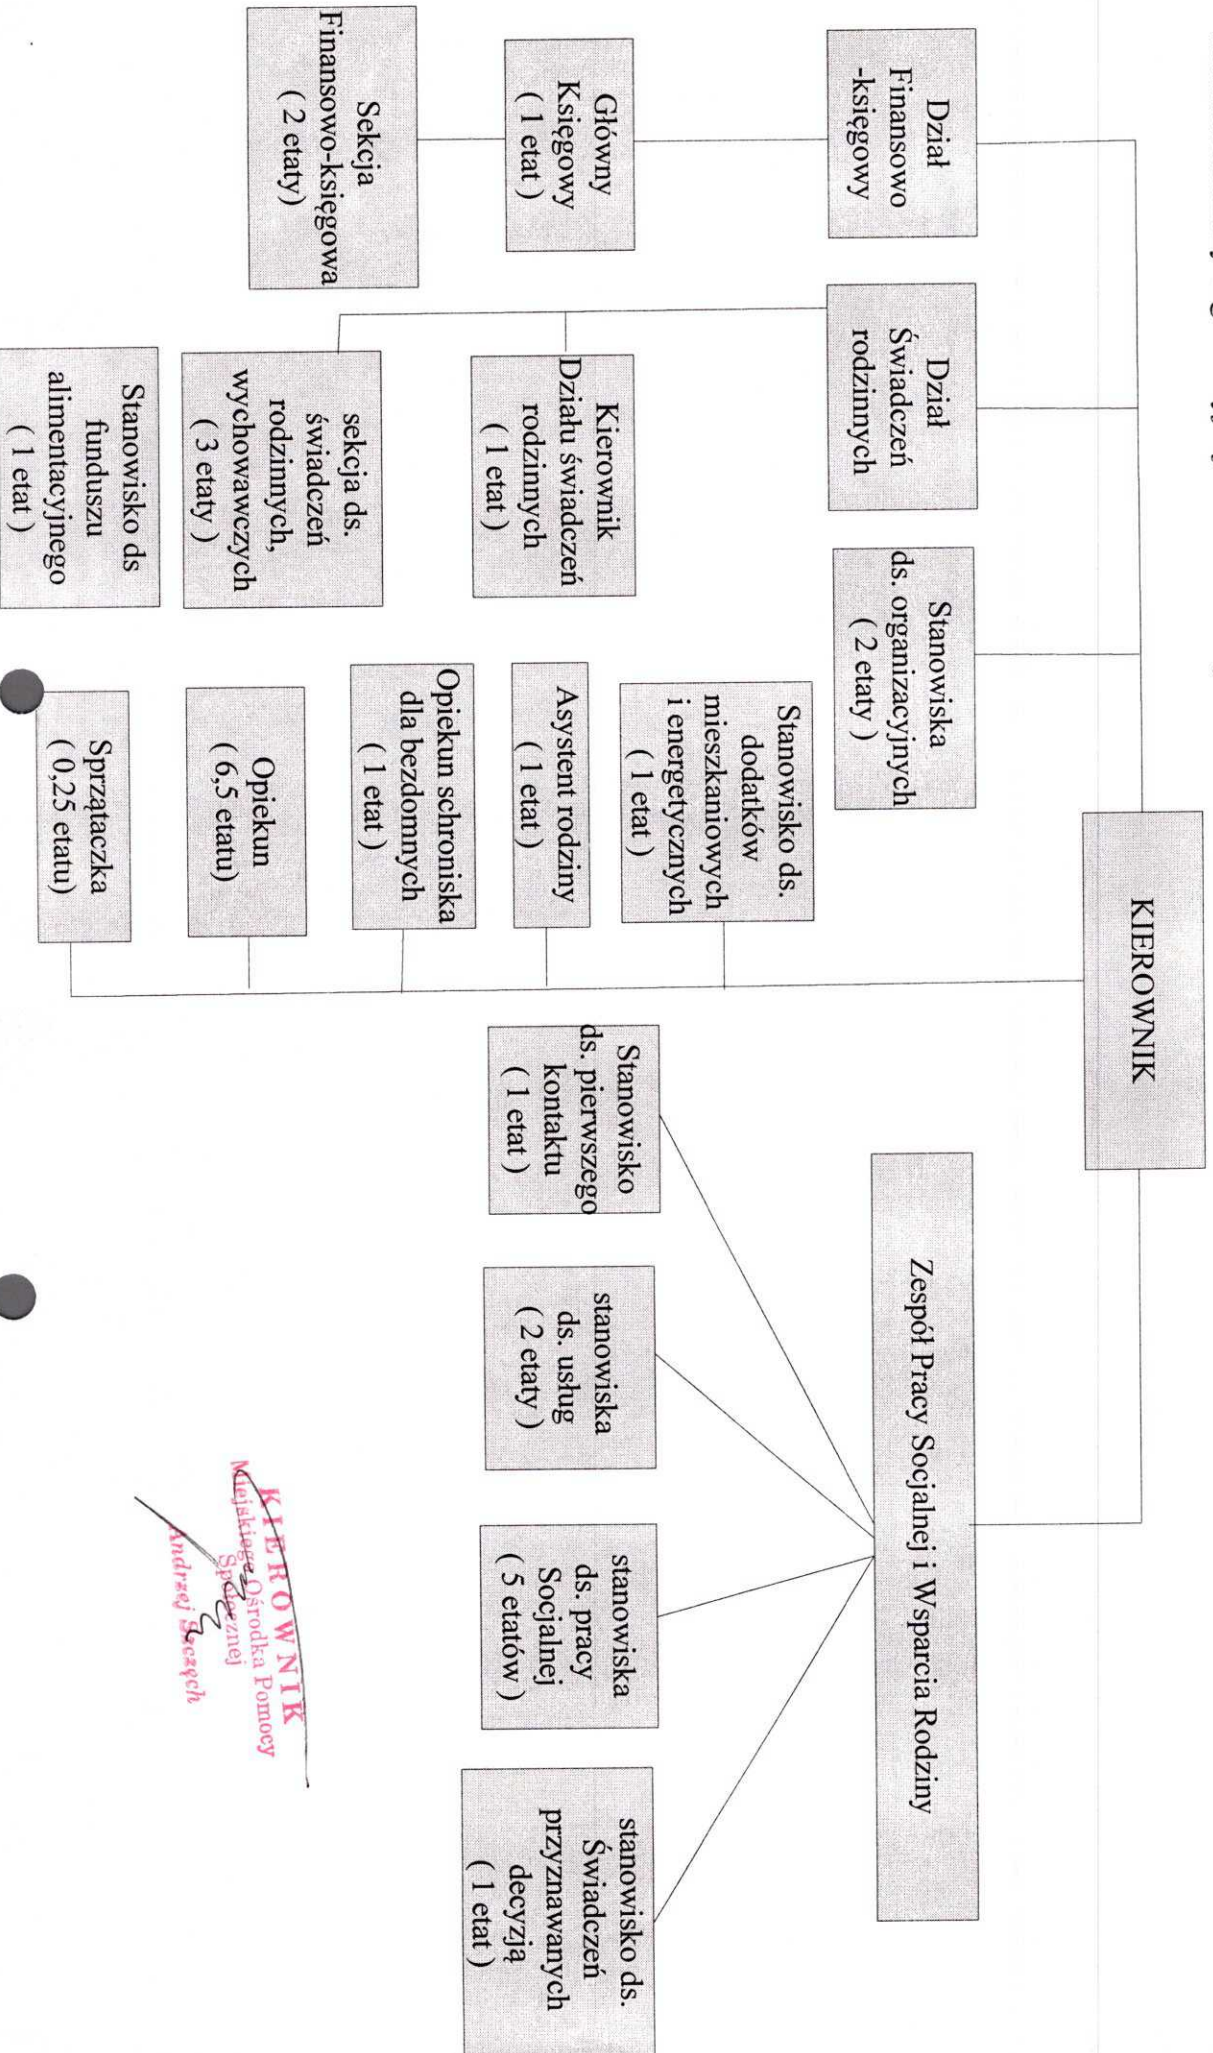 KIEROWNIK
Dział
Finansowo
-księgowy
Główny
Księgowy
( 1 etat )
Sekcja
Finansowo-księgowa
( 2 etaty)
Dział
Świadczeń
rodzinnych
Kierownik
Działu świadczeń
rodzinnych
( 1 etat )
sekcja ds.
świadczeń
rodzinnych,
wychowawczych
( 3 etaty )
Stanowisko ds
funduszu
alimentacyjnego
( 1 etat )
Stanowiska
ds. organizacyjnych
( 2 etaty )
Stanowisko ds.
dodatków
mieszkaniowych
i energetycznych
( 1 etat )
Asystent rodziny
( 1 etat )
Opiekun schroniska
dla bezdomnych
( 1 etat )
Opiekun
(6,5 etatu)
Sprzątaczka
( 0,25 etatu)
Zespół Pracy Socjalnej i Wsparcia Rodziny
Stanowisko
ds. pierwszego
kontaktu
( 1 etat )
stanowiska
ds. usług
( 2 etaty )
stanowiska
ds. pracy
Socjalnej
( 5 etatów )
stanowisko ds.
Świadczeń
przyznawanych
decyzją
( 1 etat )
KIEROWNIK
Miejskiego Ośrodka Pomocy
Społecznej
Andrzej Szczęch